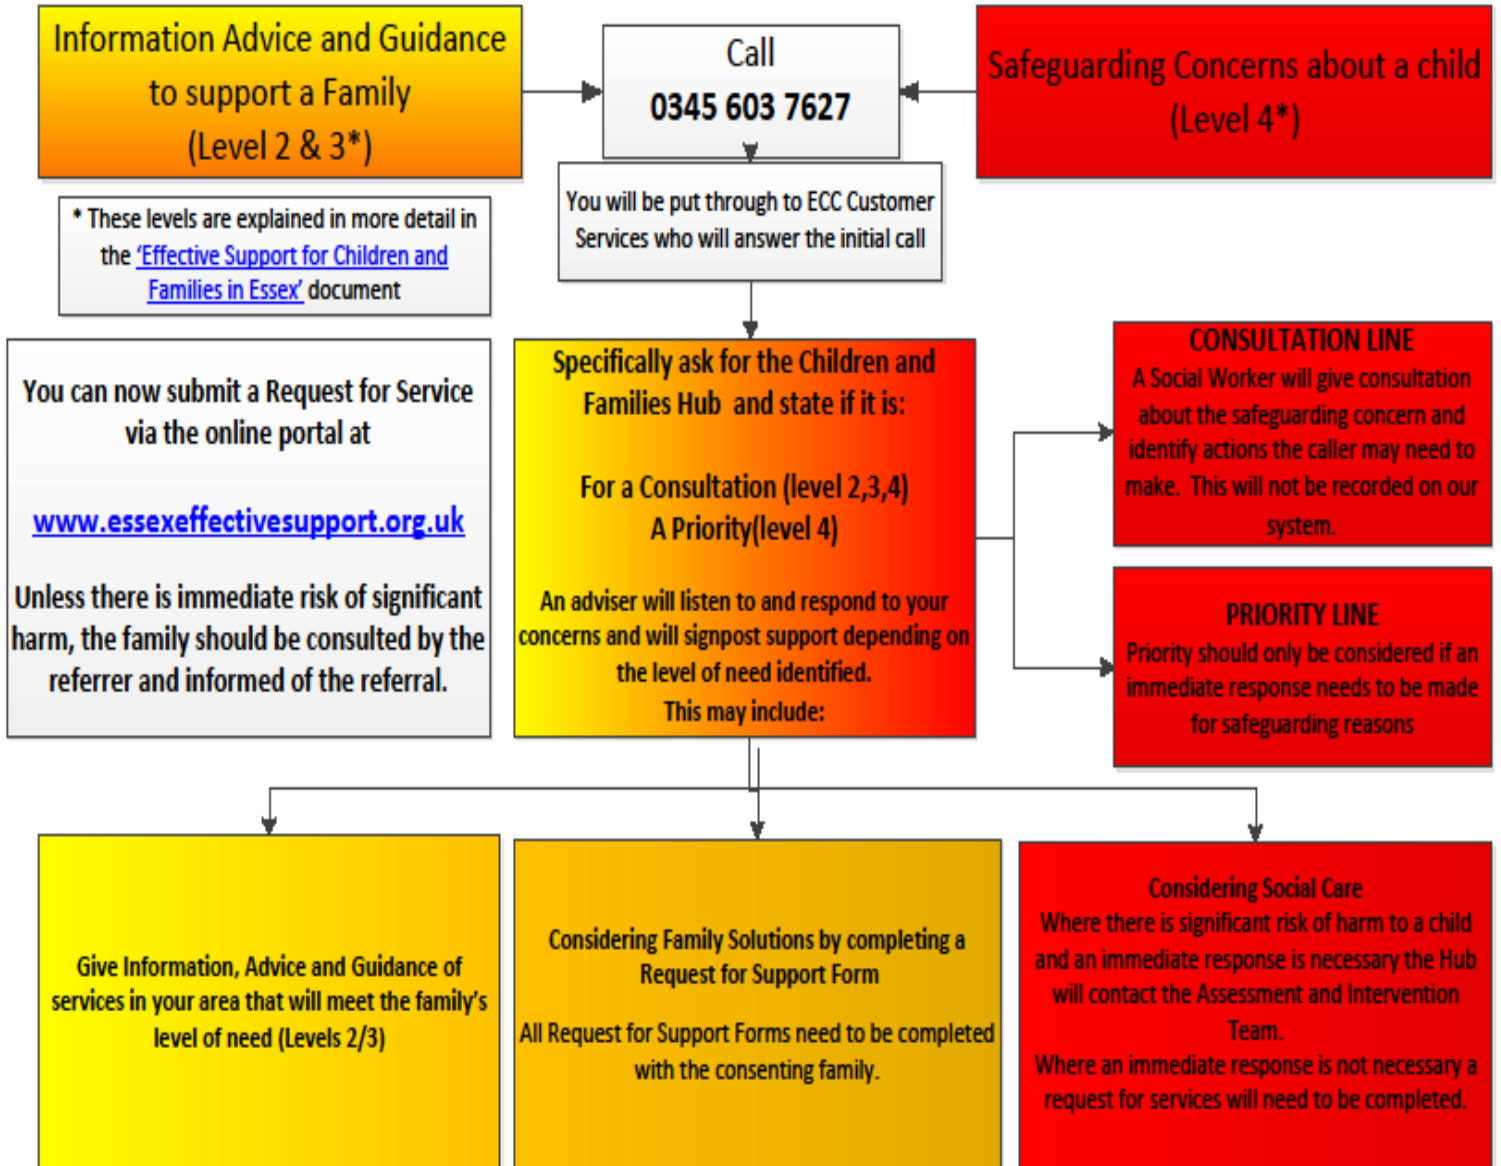 Information Advice and Guidance
to support a Family
(Level 2 & 3*)
Call
0345 603 7627
Safeguarding Concerns about a child
(Level 4*)
* These levels are explained in more detail in
the ‘Effective Support for Children and
Families in Essex’ document
You will be put through to ECC Customer
Services who will answer the initial call
You can now submit a Request for Service
via the online portal at
www.essexeffectivesupport.org.uk
Unless there is immediate risk of significant
harm, the family should be consulted by the
referrer and informed of the referral.
Specifically ask for the Children and
Families Hub and state if it is:
For a Consultation (level 2,3,4)
A Priority(level 4)
An adviser will listen to and respond to your
concerns and will signpost support depending on
the level of need identified.
This may include:
CONSULTATION LINE
A Social Worker will give consultation
about the safeguarding concern and
identify actions the caller may need to
make. This will not be recorded on our
system.
PRIORITY LINE
Priority should only be considered if an
immediate response needs to be made
for safeguarding reasons
Give Information, Advice and Guidance of
services in your area that will meet the family’s
level of need (Levels 2/3)
Considering Family Solutions by completing a
Request for Support Form
All Request for Support Forms need to be completed
with the consenting family.
Considering Social Care
Where there is significant risk of harm to a child
and an immediate response is necessary the Hub
will contact the Assessment and Intervention
Team.
Where an immediate response is not necessary a
request for services will need to be completed.